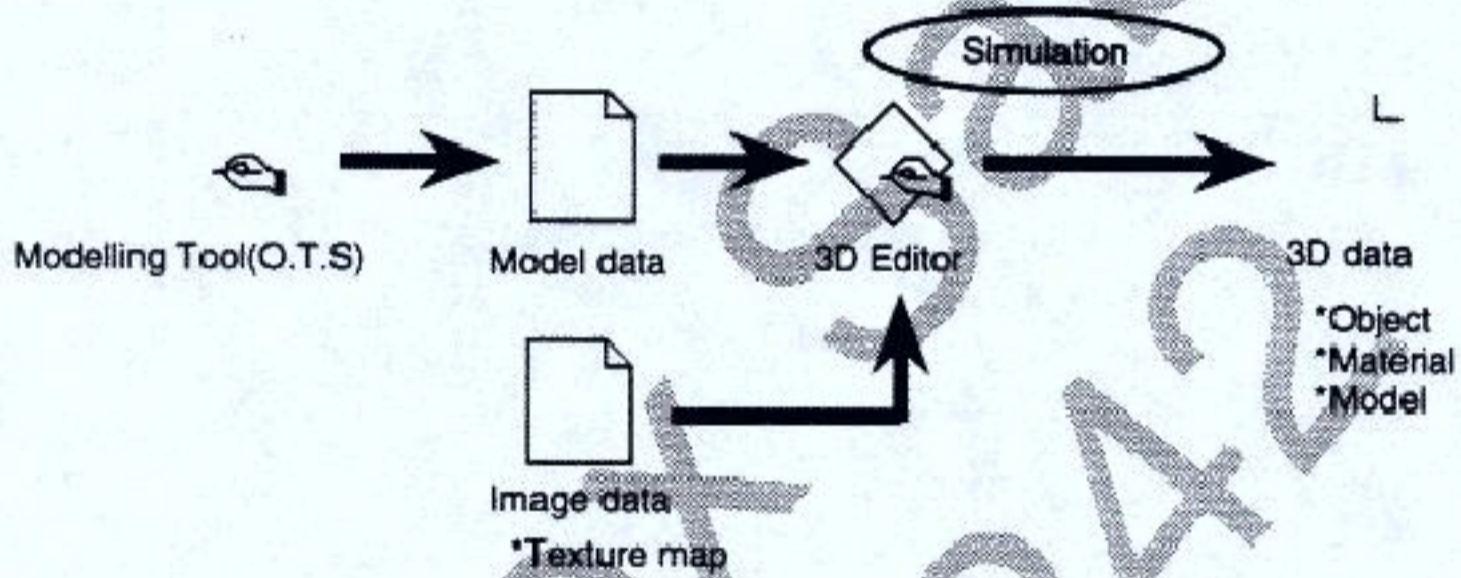 Simulation
Modelling Tool(O.T.S)
Model data
3D Editor
3D data
*Object
*Material
*Model
Image data
*Texture map